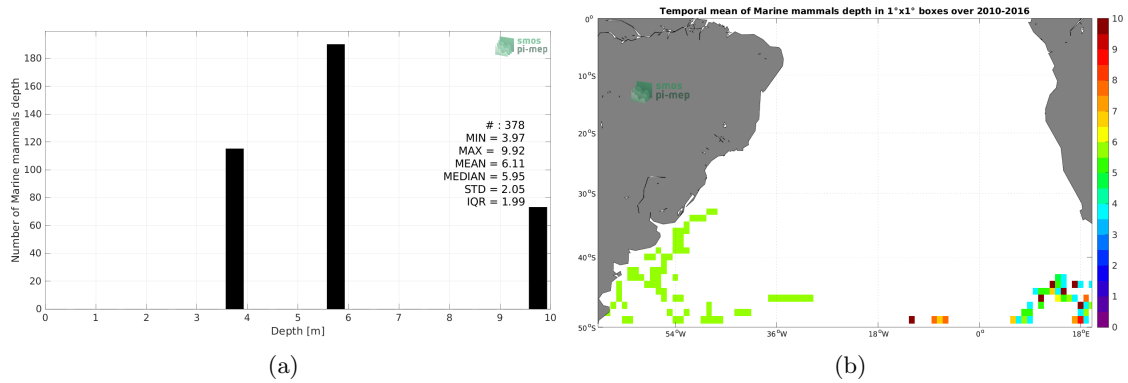 smos
pi-mep
180
160
140
120
100
80
60
40
20
0
Number of Marine mammals depth
# : 378
MIN = 3.97
MAX = 9.92
MEAN = 6.11
MEDIAN = 5.95
STD = 2.05
IQR = 1.99
0 1 2 3 4 5 6 7 8 9 10
Depth [m]
(a)
Temporal mean of Marine mammals depth in 1°x1° boxes over 2010-2016
smos
pi-mep
0°
10°S
20°S
30°S
40°S
50°S
54°W 36°W 18°W 0° 18°E
10
9
8
7
6
5
4
3
2
1
0
(b)